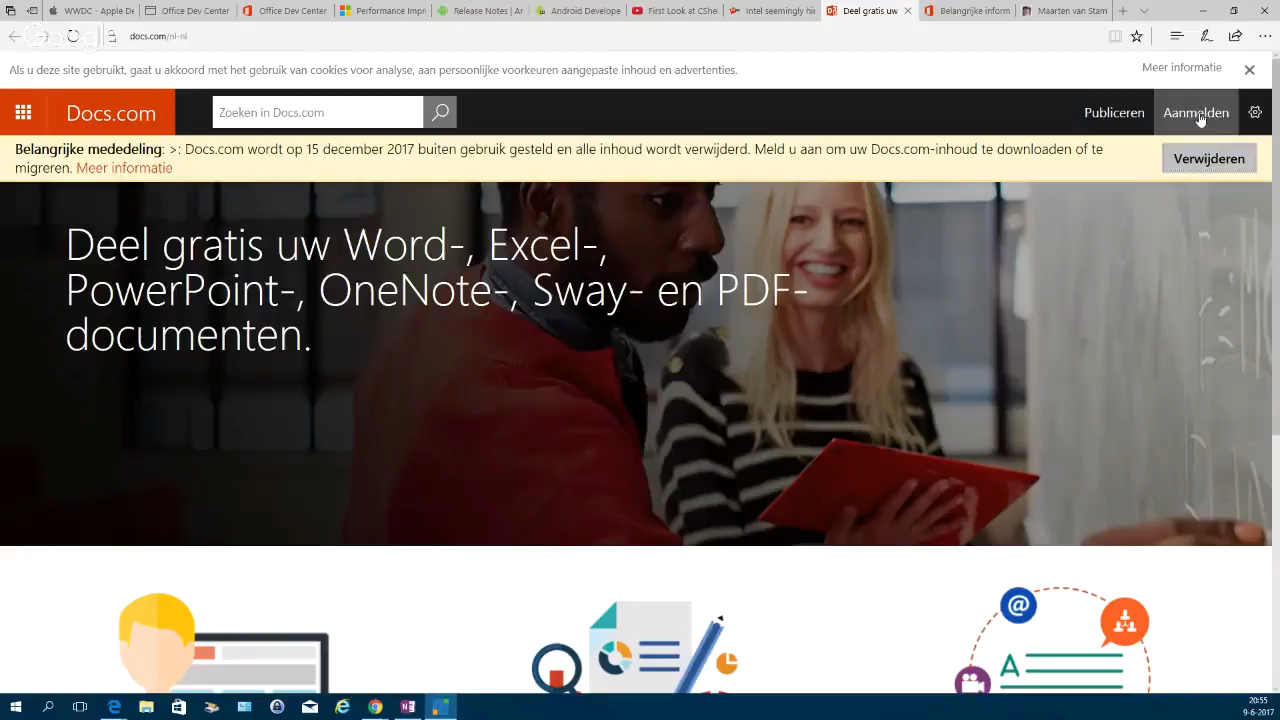 WWDC - Apple De
Office Dev Center
Office Dev Center
Performance Impr
Release Notes | Ar
Android Develope
First Look at CShel
Intel seemingly hi
Deel gratis uw
Belangrijke inform
Maarten van Stam
docs.com/nl-nl
Als u deze site gebruikt, gaat u akkoord met het gebruik van cookies voor analyse, aan persoonlijke voorkeuren aangepaste inhoud en advertenties.
Meer informatie
Docs.com
Zoeken in Docs.com
Publiceren
Aanmelden
Belangrijke mededeling: >: Docs.com wordt op 15 december 2017 buiten gebruik gesteld en alle inhoud wordt verwijderd. Meld u aan om uw Docs.com-inhoud te downloaden of te
migreren. Meer informatie
Verwijderen
Deel gratis uw Word-, Excel-,
PowerPoint-, OneNote-, Sway- en PDF-
documenten.
@
A
20:55
9-6-2017